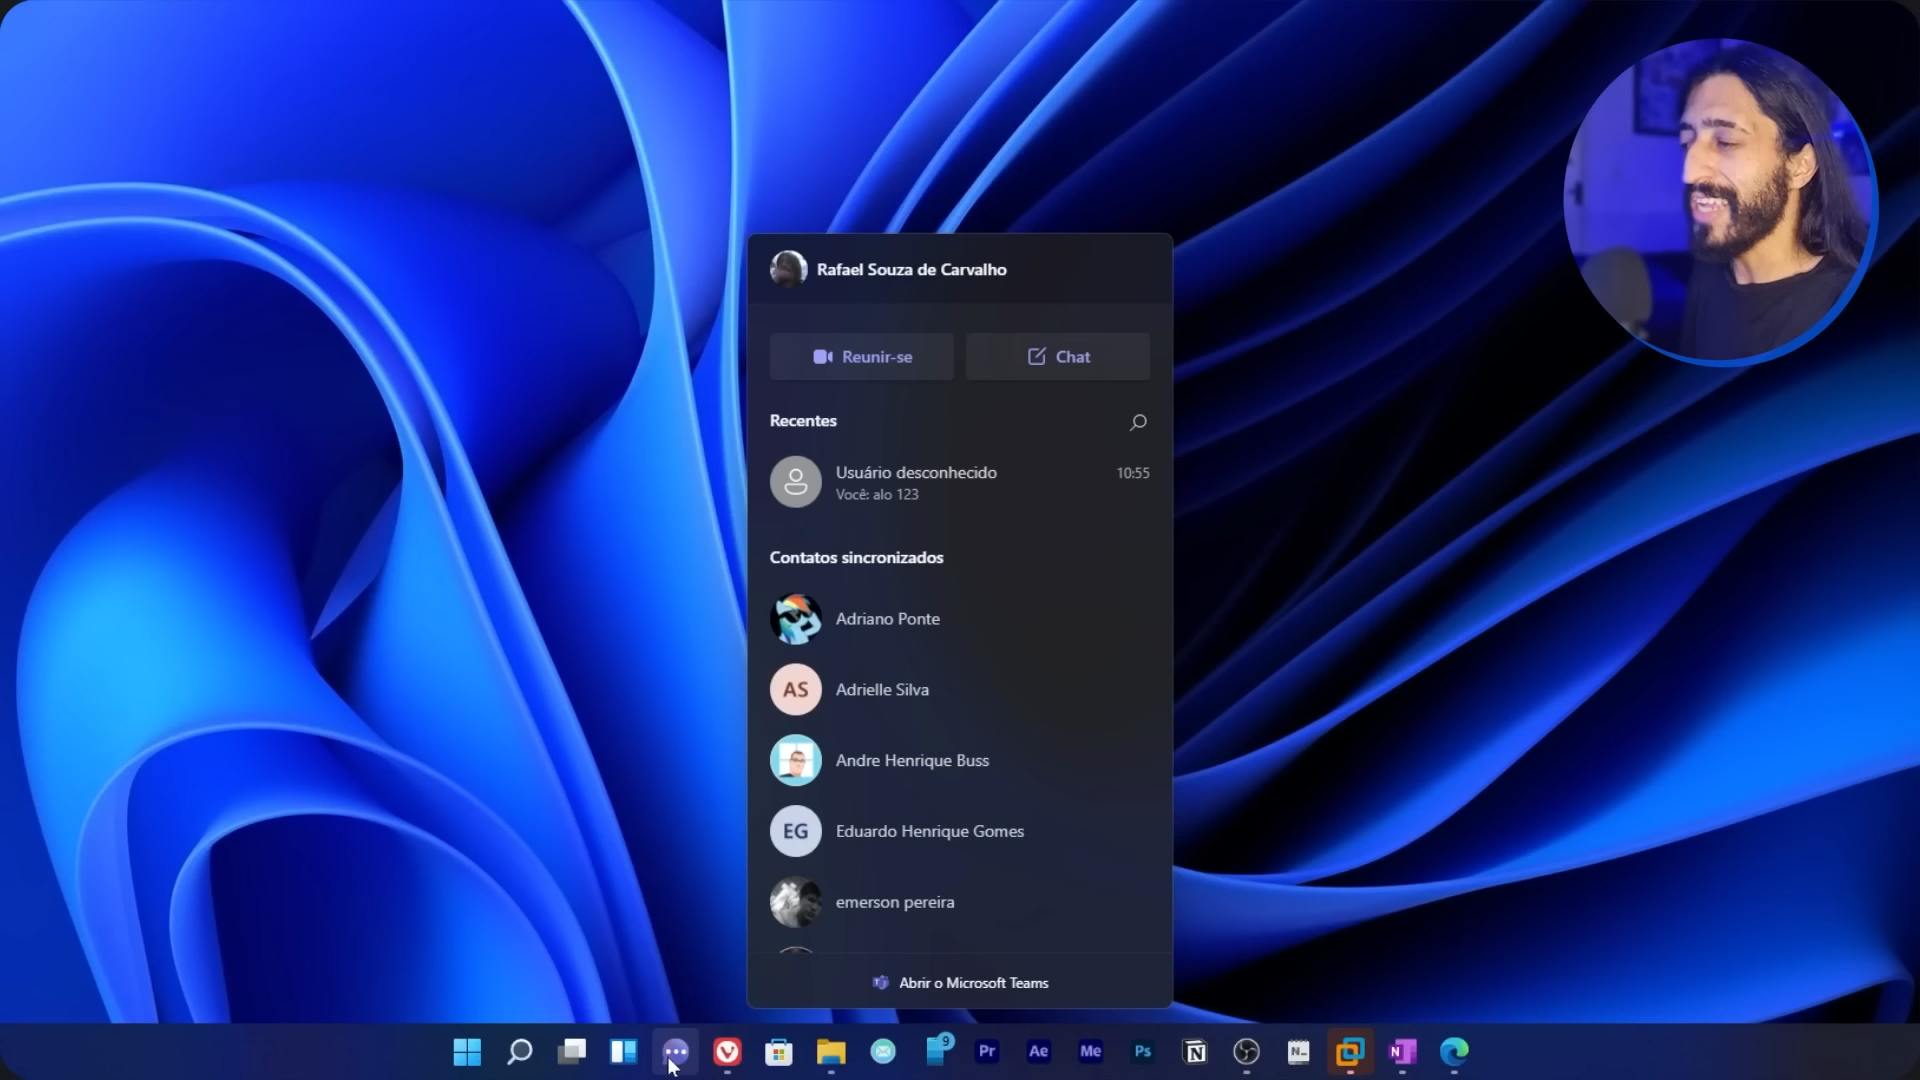 Rafael Souza de Carvalho
Reunir-se
Chat
Recentes
Usuário desconhecido
10:55
Você: alo 123
Contatos sincronizados
Adriano Ponte
AS
Adrielle Silva
Andre Henrique Buss
EG
Eduardo Henrique Gomes
emerson pereira
Abrir o Microsoft Teams
9
Pr
Ae
Me
Ps
N
N